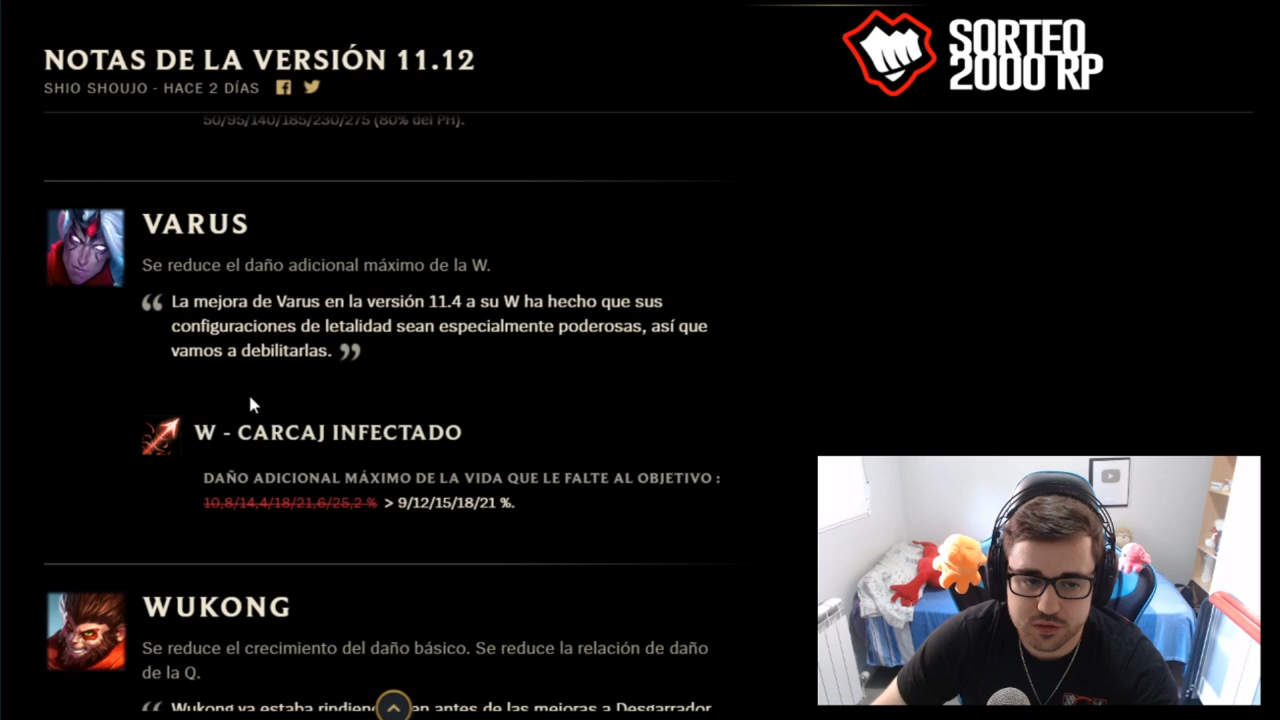 NOTAS DE LA VERSIÓN 11.12
SHIO SHOUJO - HACE 2 DÍAS
SORTEO
2000 RP
50/95/140/185/230/275 (80% del PH).
VARUS
Se reduce el daño adicional máximo de la W.
“ La mejora de Varus en la versión 11.4 a su W ha hecho que sus
configuraciones de letalidad sean especialmente poderosas, así que
vamos a debilitarlas. ”
W - CARCAJ INFECTADO
DAÑO ADICIONAL MÁXIMO DE LA VIDA QUE LE FALTE AL OBJETIVO :
10,8/14,4/18/21,6/25,2 % > 9/12/15/18/21 %.
WUKONG
Se reduce el crecimiento del daño básico. Se reduce la relación de daño
de la Q.
“ Wukong ya estaba antes de las mejoras a Desgarrador